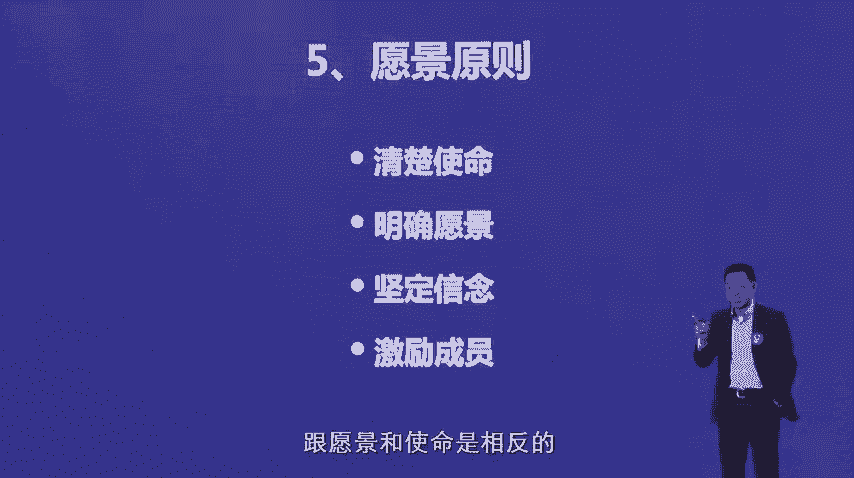 5、愿景原则
• 清楚使命
• 明确愿景
• 坚定信念
• 激励成员
跟愿景和使命是相反的